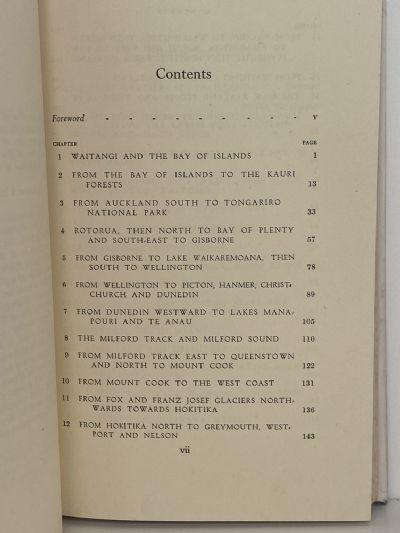 Contents
Foreword - - - - - - - - - v
CHAPTER PAGE
1 WAITANGI AND THE BAY OF ISLANDS 1
2 FROM THE BAY OF ISLANDS TO THE KAURI
FORESTS 13
3 FROM AUCKLAND SOUTH TO TONGARIRO
NATIONAL PARK 33
4 ROTORUA, THEN NORTH TO BAY OF PLENTY
AND SOUTH-EAST TO GISBORNE 57
5 FROM GISBORNE TO LAKE WAIKAREMOANA, THEN
SOUTH TO WELLINGTON 78
6 FROM WELLINGTON TO PICTON, HANMER, CHRIST-
CHURCH AND DUNEDIN 89
7 FROM DUNEDIN WESTWARD TO LAKES MANA-
POURI AND TE ANAU 105
8 THE MILFORD TRACK AND MILFORD SOUND 110
9 FROM MILFORD TRACK EAST TO QUEENSTOWN
AND NORTH TO MOUNT COOK 122
10 FROM MOUNT COOK TO THE WEST COAST 131
11 FROM FOX AND FRANZ JOSEF GLACIERS NORTH-
WARDS TOWARDS HOKITIKA 136
12 FROM HOKITIKA NORTH TO GREYMOUTH, WEST-
PORT AND NELSON 143
vii